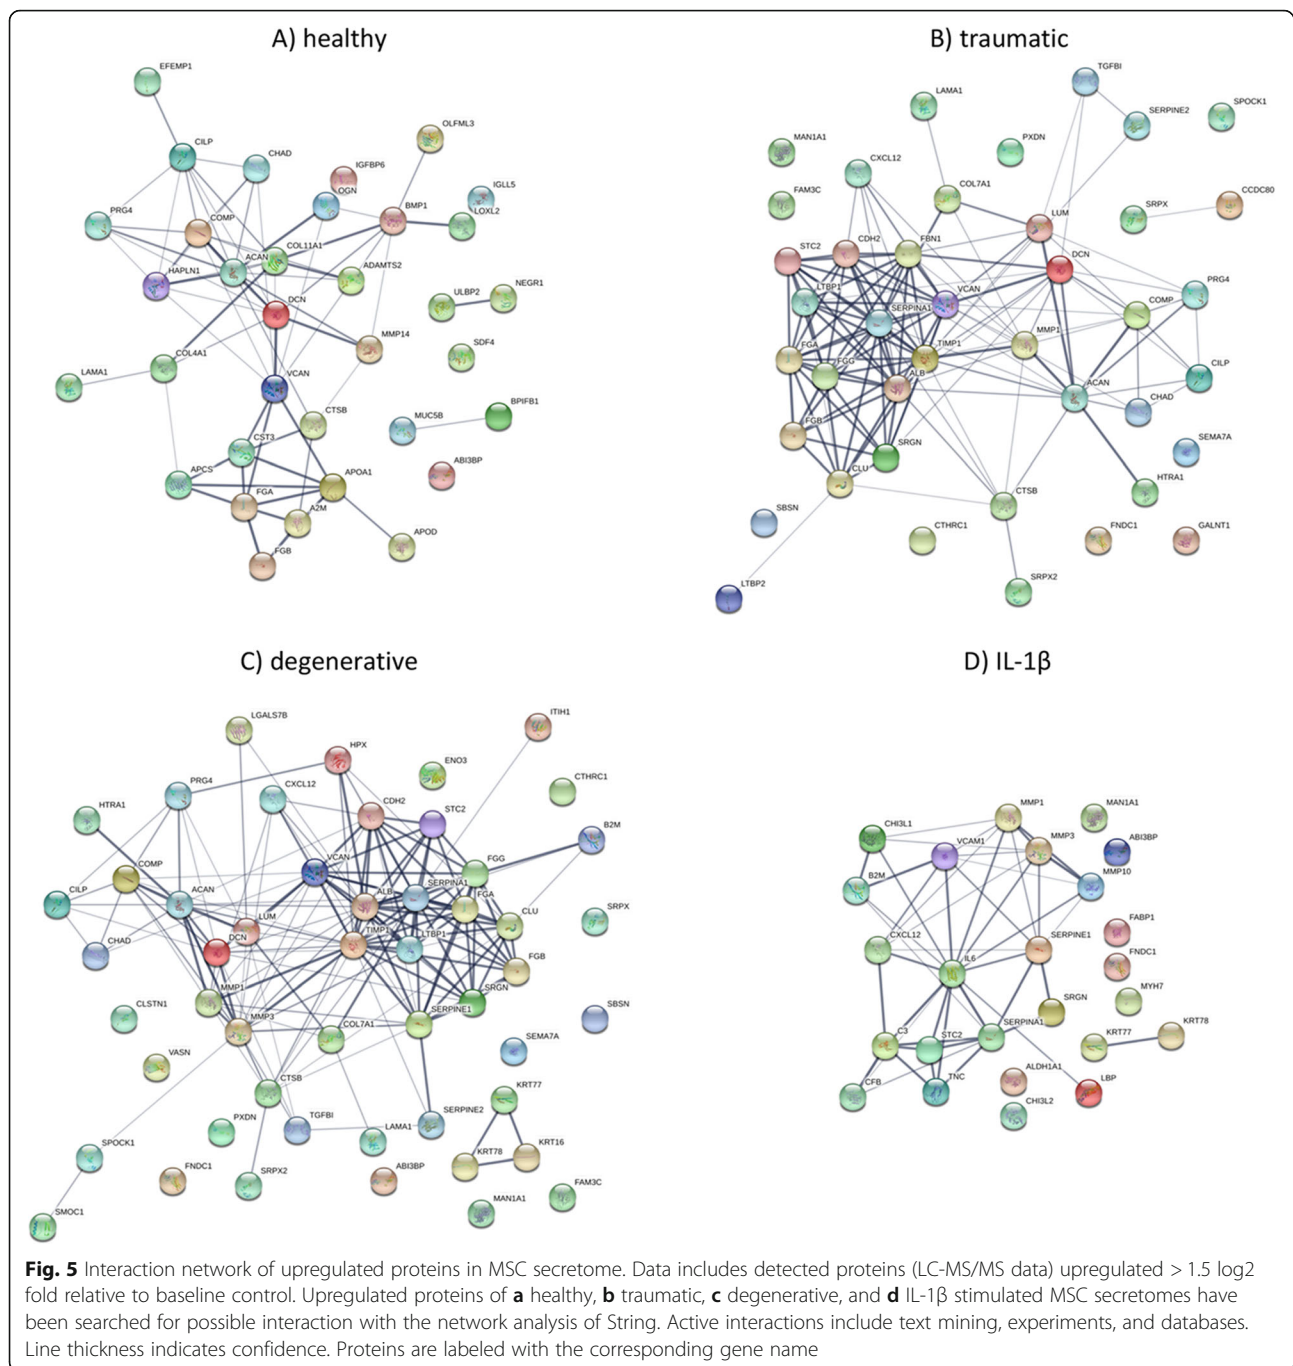 A) healthy
EFEMP1
CILP
CHAD
OLFML3
IGFBP6
OGN
IGLL5
BMP1
LOXL2
PRG4
COMP
COL11A1
ACAN
HAPLN1
ADAMTS2
DCN
ULBP2
NEGR1
MMP14
SDF4
COL4A1
LAMA1
VCAN
CTSB
MUC5B
BPIFB1
CST3
APCS
APOA1
ABI3BP
FGA
A2M
APOD
FGB
B) traumatic
TGFBI
LAMA1
SERPINE2
SPOCK1
MAN1A1
PXDN
CXCL12
FAM3C
COL7A1
CCDC80
SRPX
LUM
STC2
CDH2
FBN1
DCN
LTBP1
VCAN
PRG4
SERPINA1
COMP
MMP1
FGA
TIMP1
FGG
ALB
CILP
ACAN
CHAD
FGB
SRGN
SEMA7A
CLU
HTRA1
CTSB
SBSN
CTHRC1
FNDC1
GALNT1
LTBP2
SRPX2
C) degenerative
LGALS7B
ITIH1
HPX
ENO3
CTHRC1
PRG4
CXCL12
HTRA1
CDH2
STC2
B2M
COMP
VCAN
FGG
CILP
ACAN
ALB
SERPINA1
FGA
LUM
CLU
SRPX
DCN
TIMP1
LTBP1
CHAD
FGB
MMP1
SRGN
CLSTN1
MMP3
COL7A1
SERPINE1
SBSN
SEMA7A
VASN
CTSB
KRT77
PXDN
TGFBI
LAMA1
SERPINE2
SPOCK1
KRT78
KRT16
FNDC1
SRPX2
ABI3BP
MAN1A1
FAM3C
SMOC1
D) IL-1β
MMP1
MAN1A1
CHI3L1
VCAM1
MMP3
ABI3BP
B2M
MMP10
CXCL12
SERPINE1
FABP1
IL6
FNDC1
SRGN
MYH7
C3
STC2
SERPINA1
KRT77
KRT78
CFB
TNC
ALDH1A1
LBP
CHI3L2
Fig. 5 Interaction network of upregulated proteins in MSC secretome. Data includes detected proteins (LC-MS/MS data) upregulated > 1.5 log2
fold relative to baseline control. Upregulated proteins of a healthy, b traumatic, c degenerative, and d IL-1β stimulated MSC secretomes have
been searched for possible interaction with the network analysis of String. Active interactions include text mining, experiments, and databases.
Line thickness indicates confidence. Proteins are labeled with the corresponding gene name